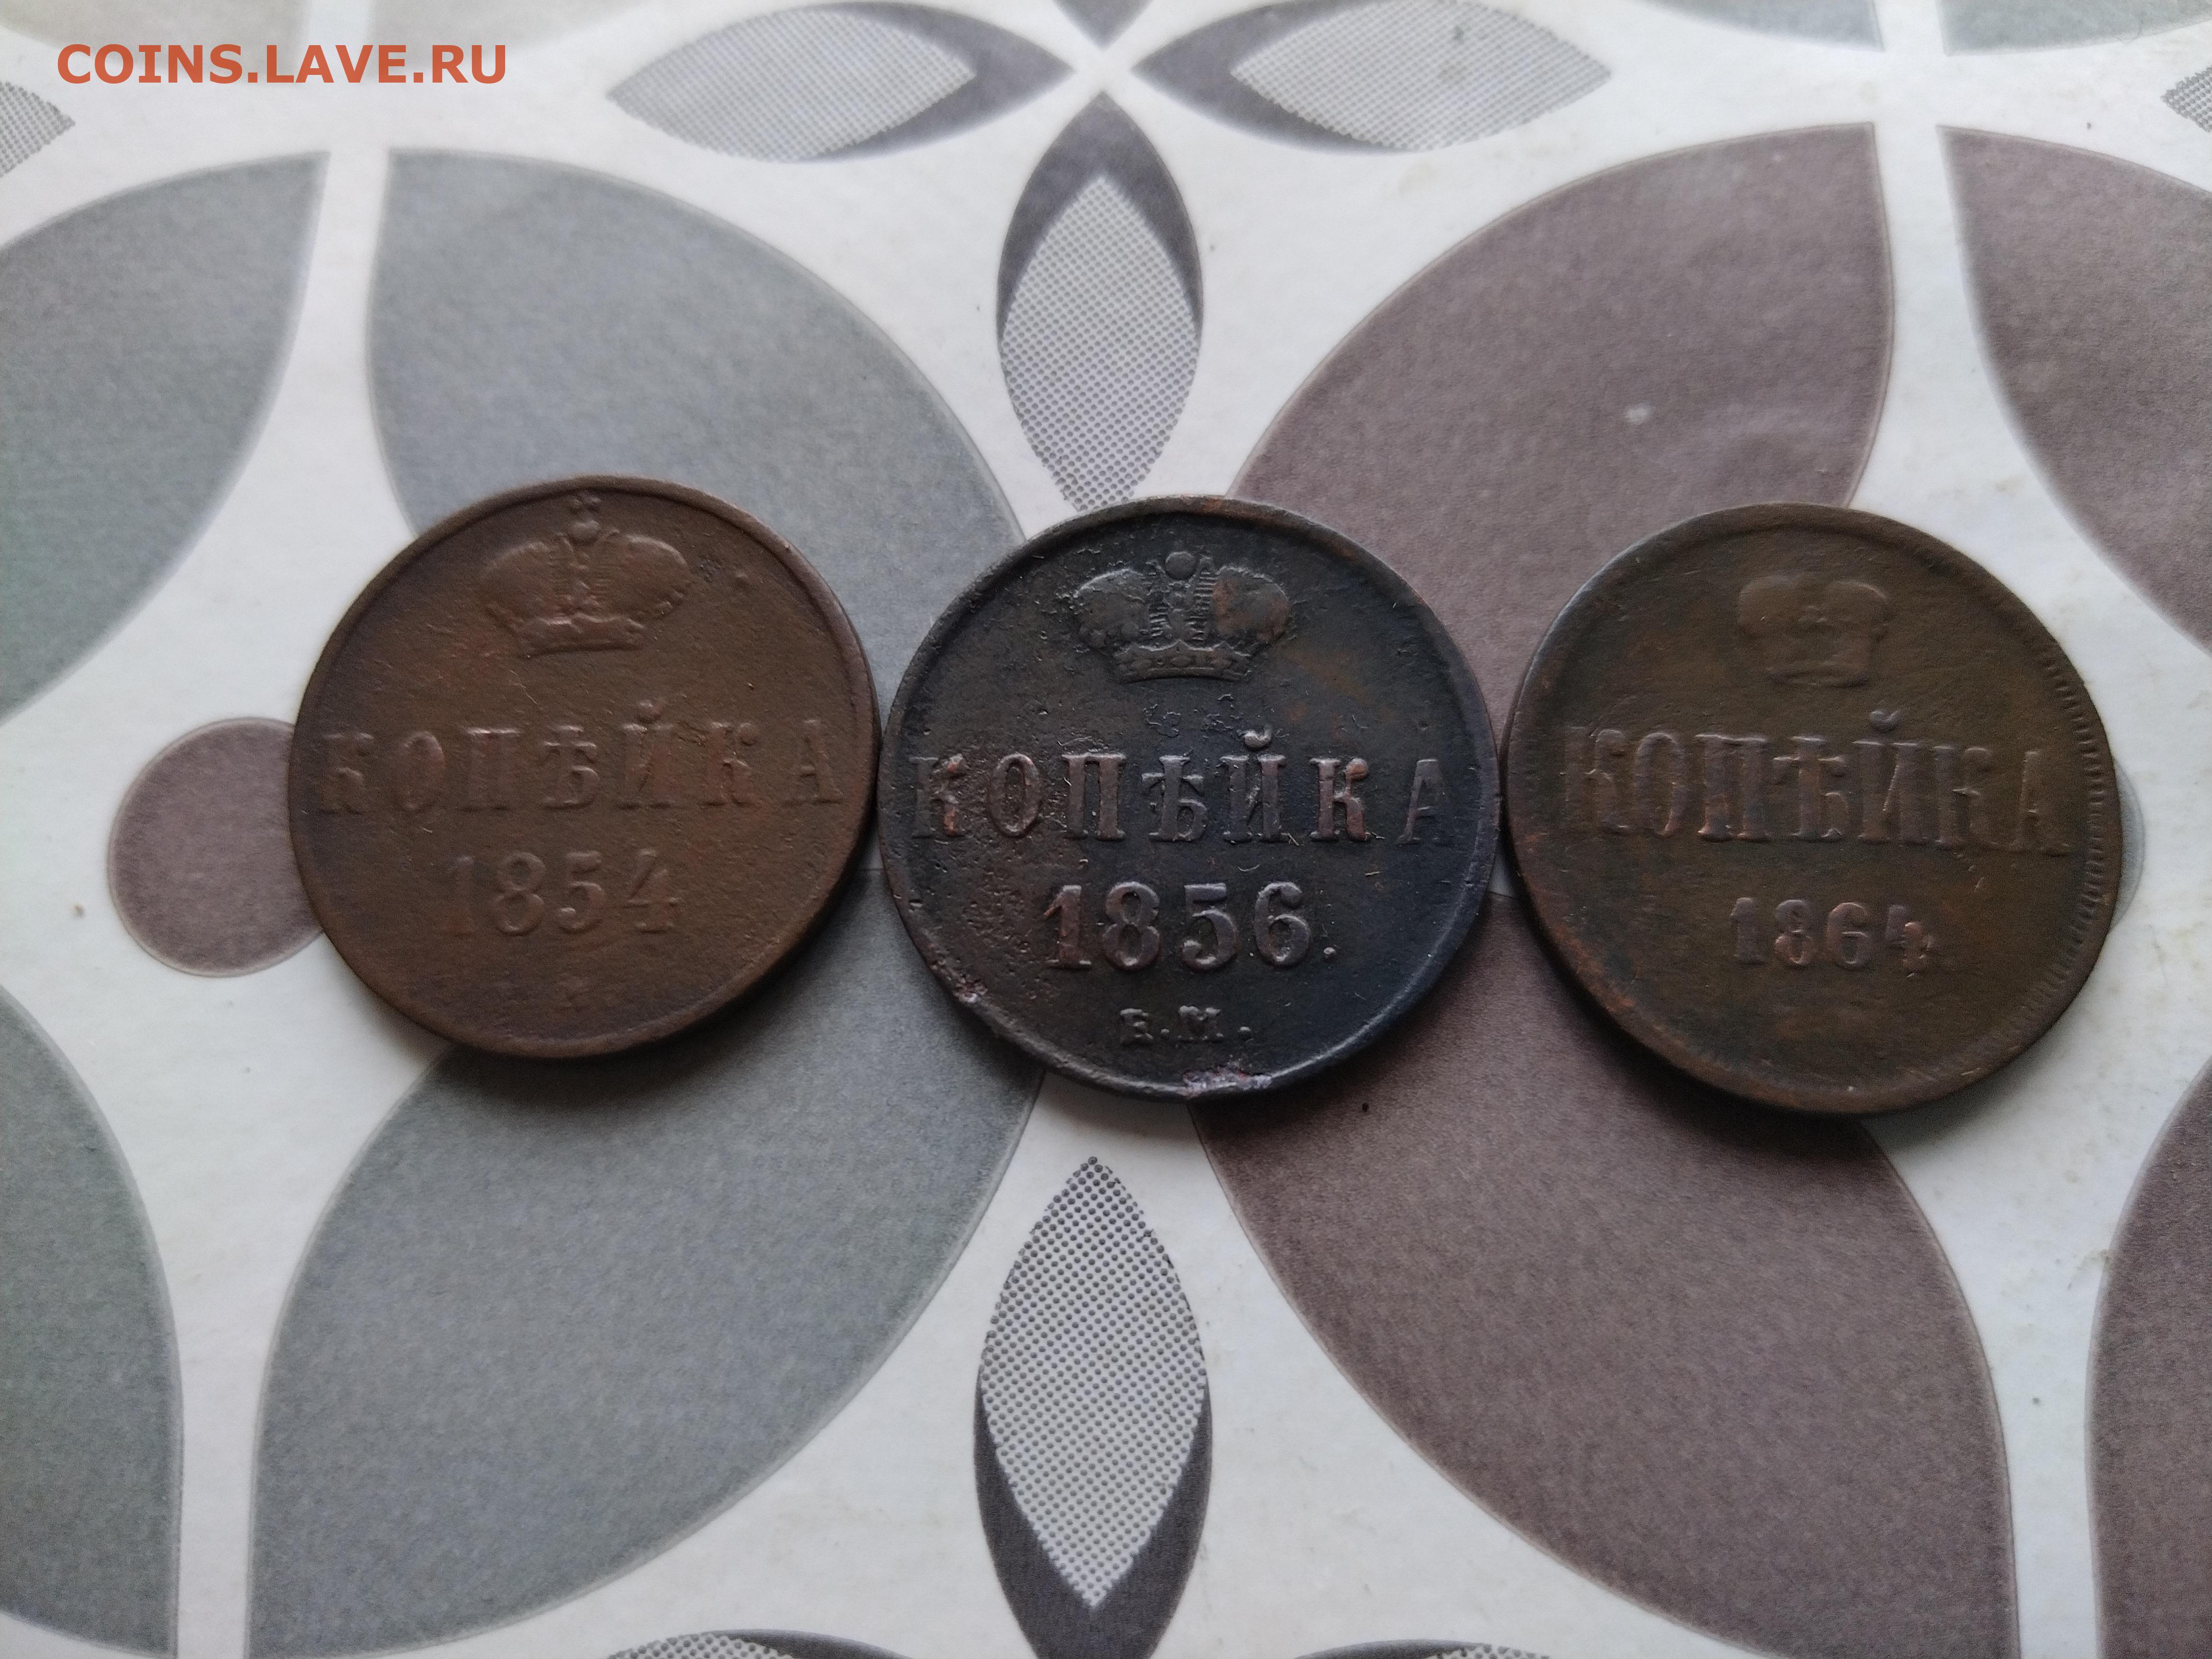 COINS.LAVE.RU
КОПѢЙКА
1854
КОПѢЙКА
1856.
Е.М.
КОПѢЙКА
1864.